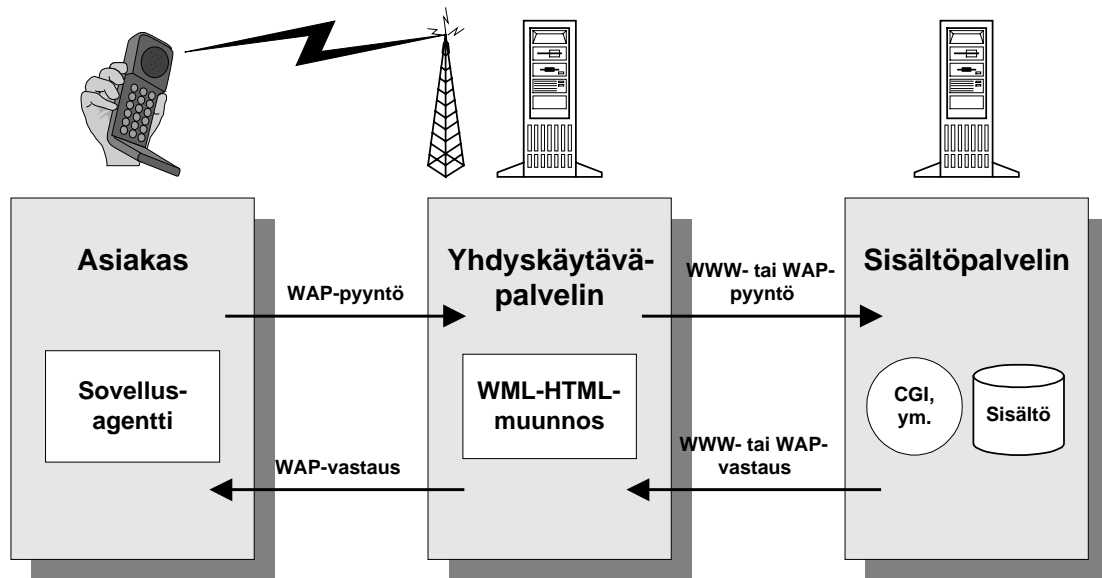 Asiakas
Sovellus-
agentti
WAP-pyyntö
WAP-vastaus
Yhdyskäytävä-
palvelin
WML-HTML-
muunnos
WWW- tai WAP-
pyyntö
WWW- tai WAP-
vastaus
Sisältöpalvelin
CGI,
ym.
Sisältö